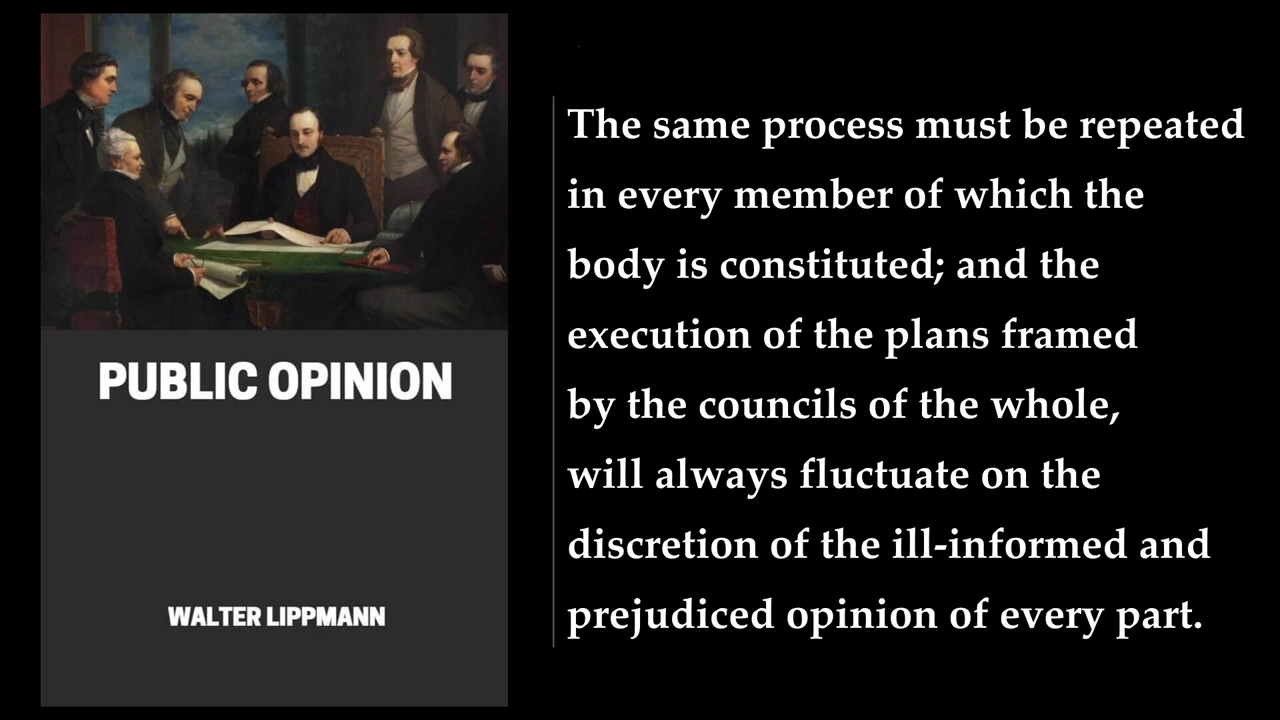 PUBLIC OPINION
WALTER LIPPMANN
The same process must be repeated
in every member of which the
body is constituted; and the
execution of the plans framed
by the councils of the whole,
will always fluctuate on the
discretion of the ill-informed and
prejudiced opinion of every part.